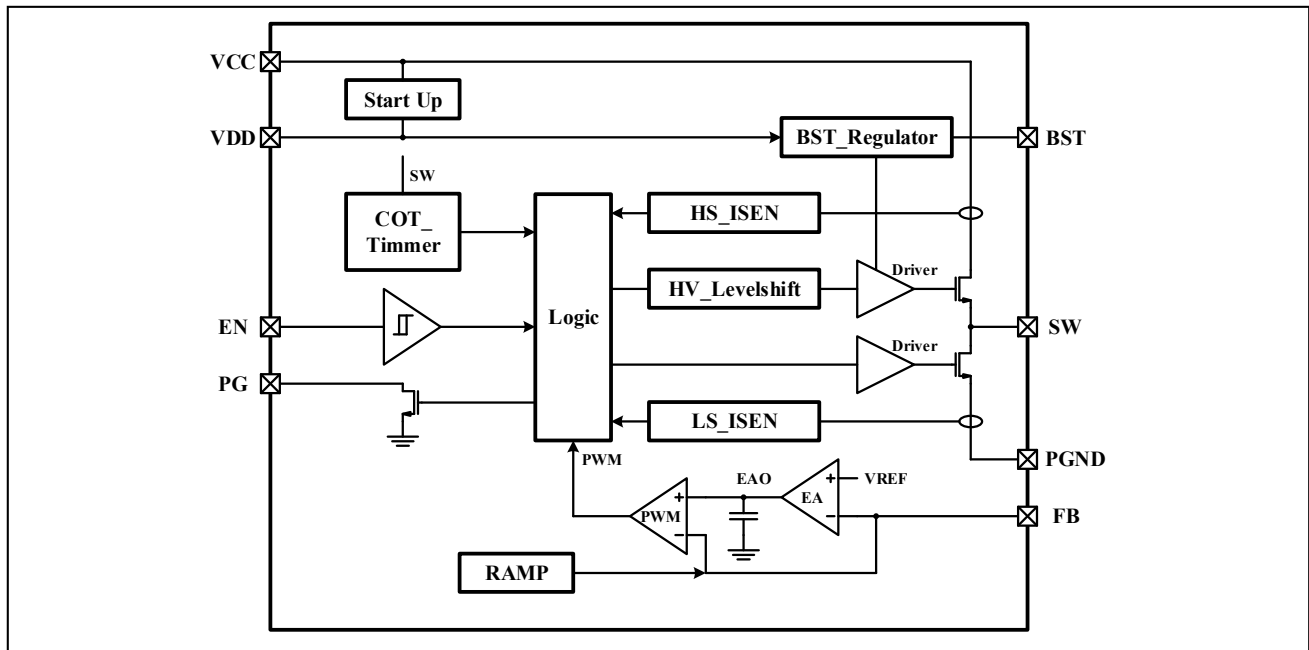 VCC
Start Up
VDD
BST_Regulator
BST
SW
COT_
Timmer
HS_ISEN
Driver
HV_Levelshift
Logic
EN
SW
Driver
PG
LS_ISEN
PWM
PGND
EAO
+
VREF
EA
-
+
PWM
-
FB
RAMP